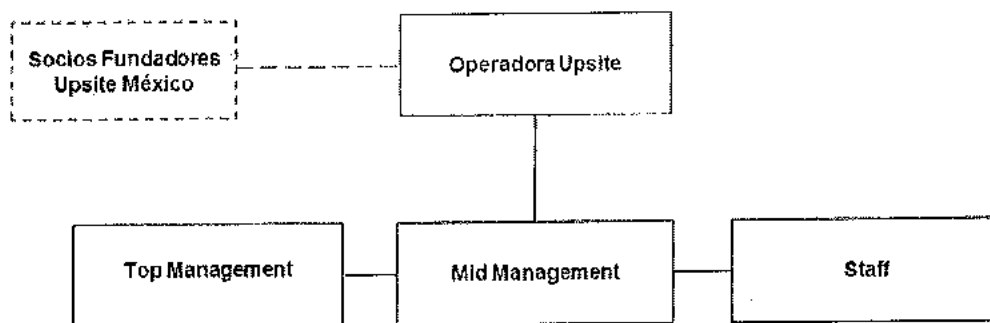 Socios Fundadores
Upsite México
Operadora Upsite
Top Management
Mid Management
Staff